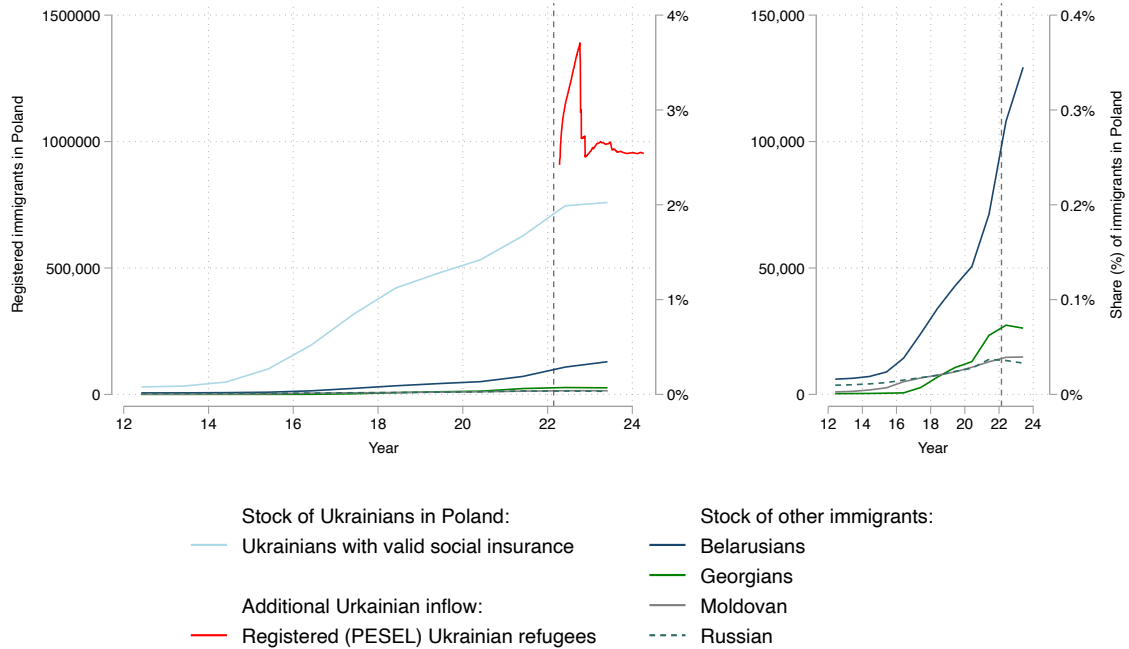 Registered immigrants in Poland
1500000
1000000
500,000
0
4%
3%
2%
1%
0%
12 14 16 18 20 22 24
Year
150,000
100,000
50,000
0
0.4%
0.3%
0.2%
0.1%
0%
Share (%) of immigrants in Poland
12 14 16 18 20 22 24
Year
Stock of Ukrainians in Poland:
Ukrainians with valid social insurance
Additional Urkainian inflow:
Registered (PESEL) Ukrainian refugees
Stock of other immigrants:
Belarusians
Georgians
Moldovan
Russian